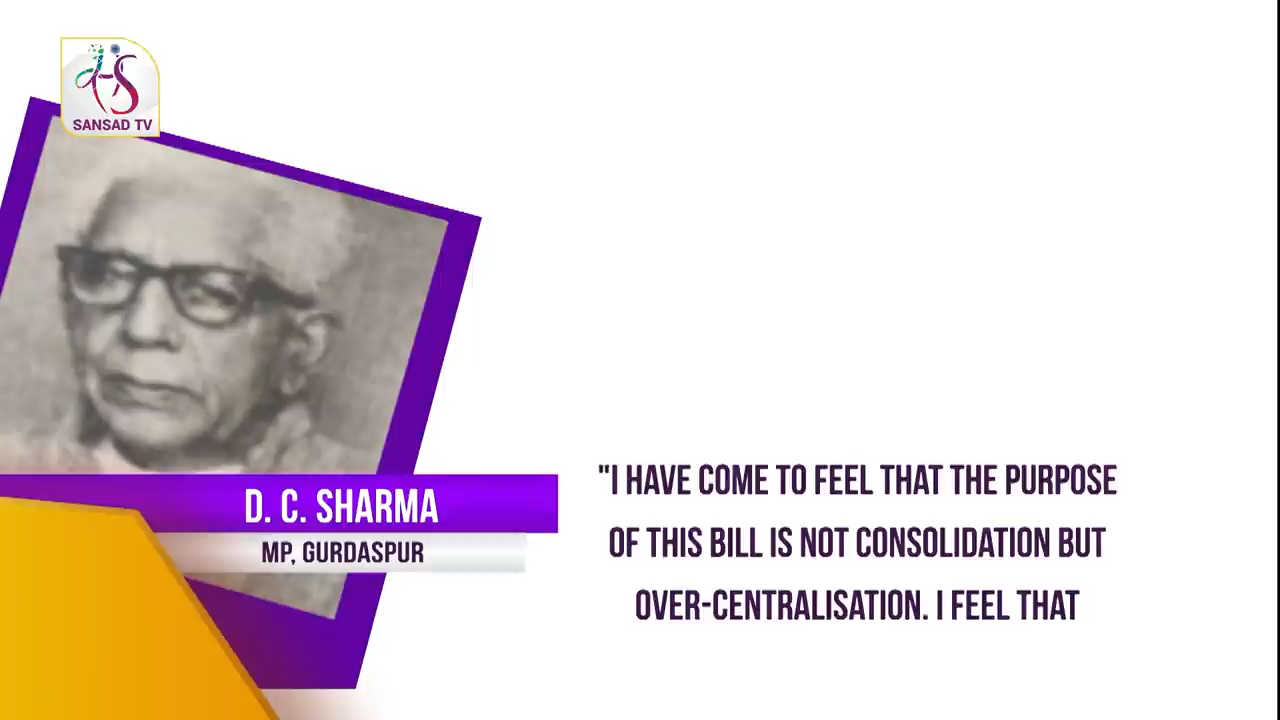 SANSAD TV
D. C. SHARMA
MP, GURDASPUR
"I HAVE COME TO FEEL THAT THE PURPOSE
OF THIS BILL IS NOT CONSOLIDATION BUT
OVER-CENTRALISATION. I FEEL THAT